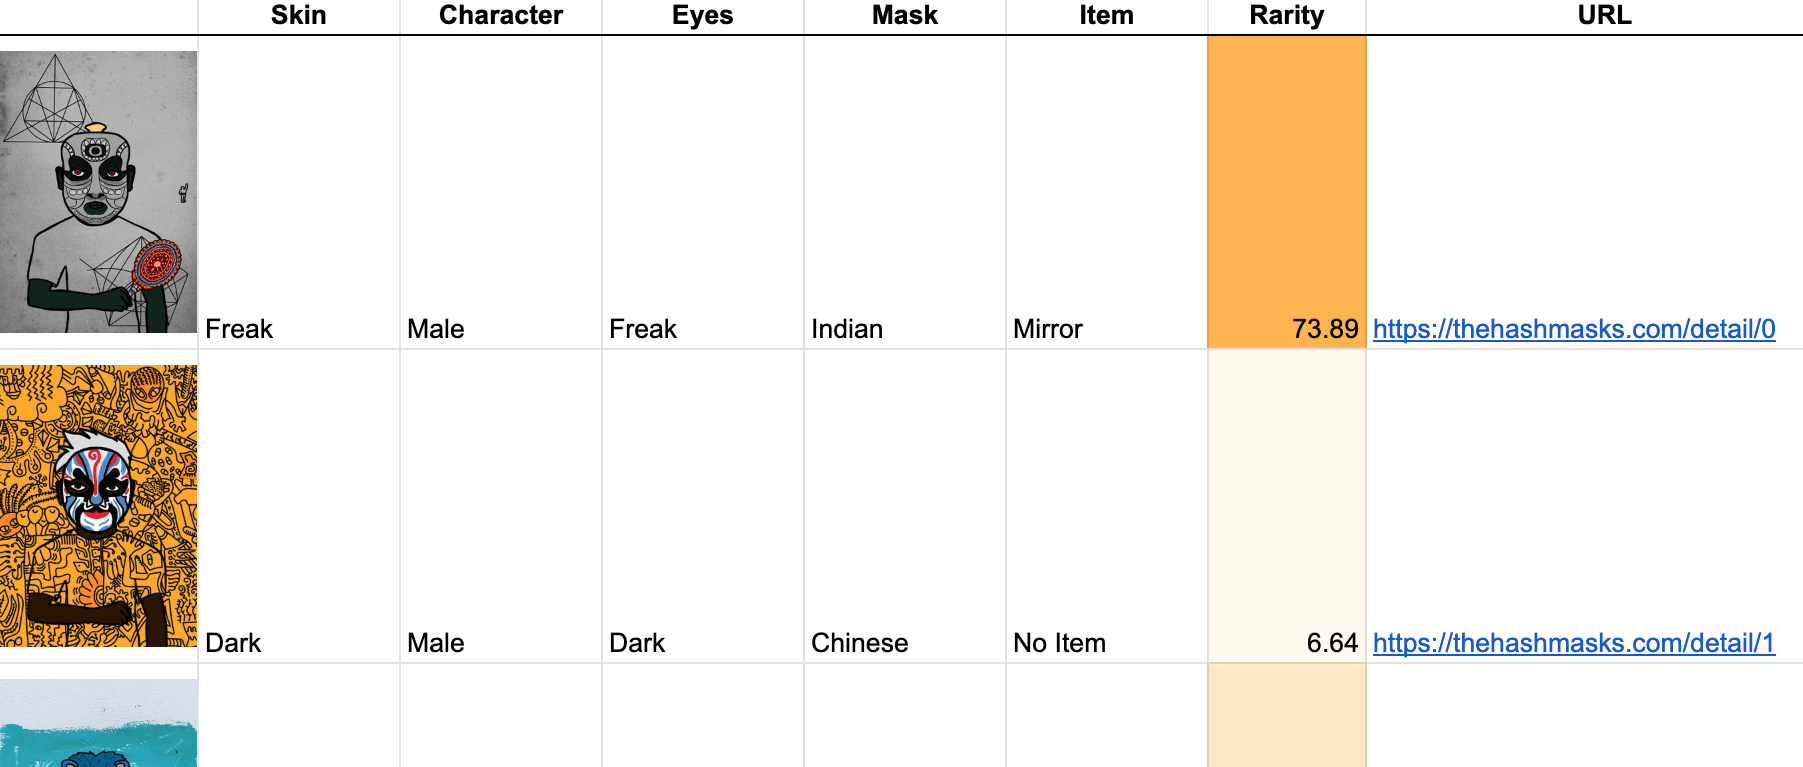 Skin Character Eyes Mask Item Rarity URL
Freak Male Freak Indian Mirror 73.89 https://thehashmasks.com/detail/0
Dark Male Dark Chinese No Item 6.64 https://thehashmasks.com/detail/1